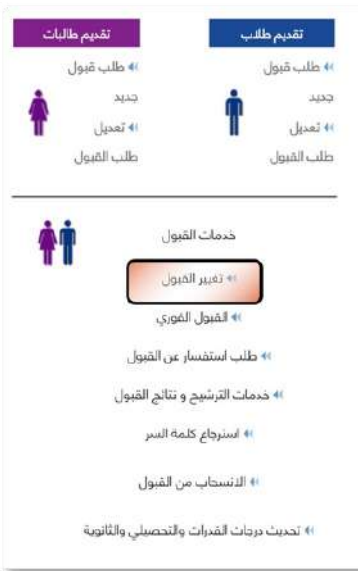 تقديم طلاب
طلب قبول
جديد
تعديل
طلب القبول
تقديم طالبات
طلب قبول
جديد
تعديل
طلب القبول
خدمات القبول
تغيير القبول
القبول الفوري
طلب استفسار عن القبول
خدمات الترشيح و نتائج القبول
استرجاع كلمة السر
الانسحاب من القبول
تحديث درجات القدرات والتحصيلي والثانوية